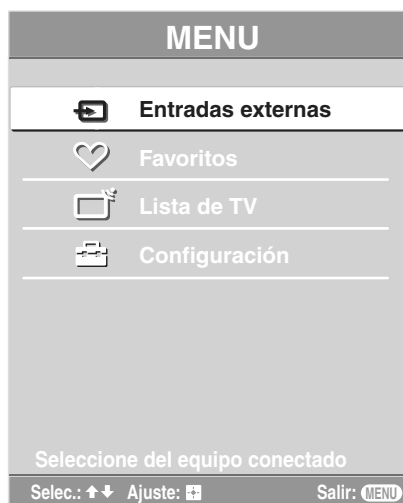 MENU
Entradas externas
Favoritos
Lista de TV
Configuración
Seleccione del equipo conectado
Selec.: Ajuste: Salir: MENU